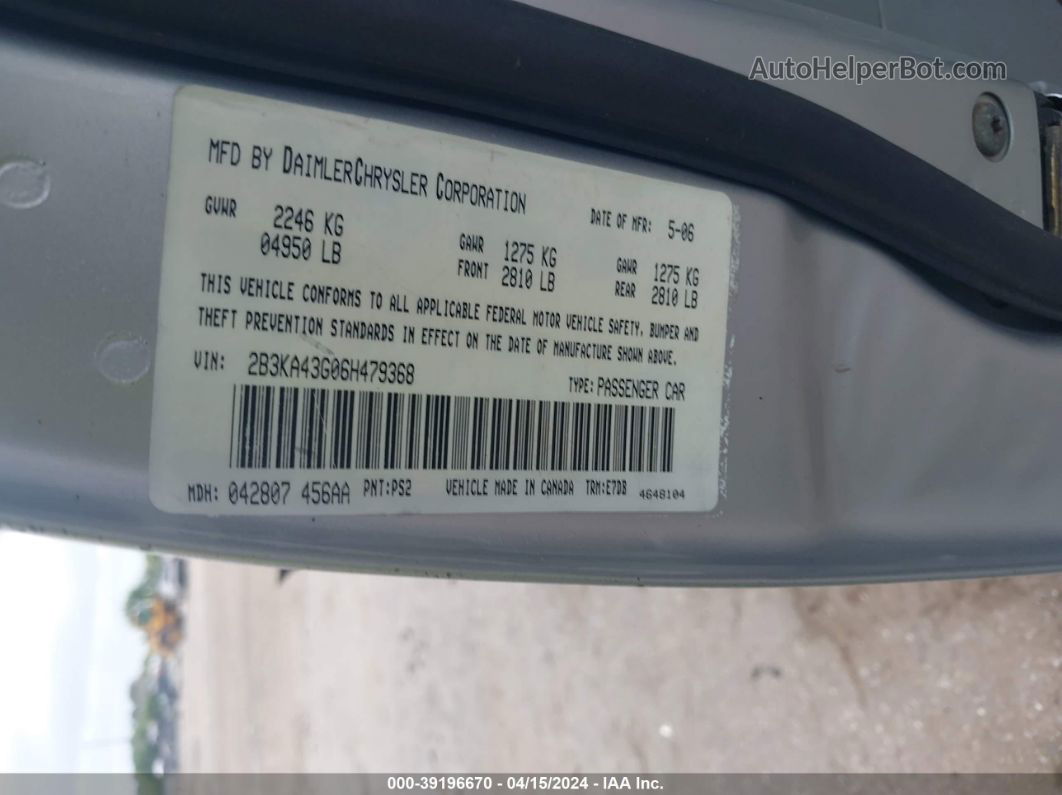 AutoHelperBot.com
MFD BY DAIMLERCHRYSLER CORPORATION
DATE OF MFR: 5-06
GVWR 2246 KG
04950 LB
GAWR FRONT 1275 KG
2810 LB
GAWR REAR 1275 KG
2810 LB
THIS VEHICLE CONFORMS TO ALL APPLICABLE FEDERAL MOTOR VEHICLE SAFETY, BUMPER AND
THEFT PREVENTION STANDARDS IN EFFECT ON THE DATE OF MANUFACTURE SHOWN ABOVE.
VIN: 2B3KA43G06H479368
TYPE: PASSENGER CAR
MDH: 042807 456AA PNT:PS2 VEHICLE MADE IN CANADA TRM:E7DB 4648104
000-39196670 - 04/15/2024 - IAA Inc.